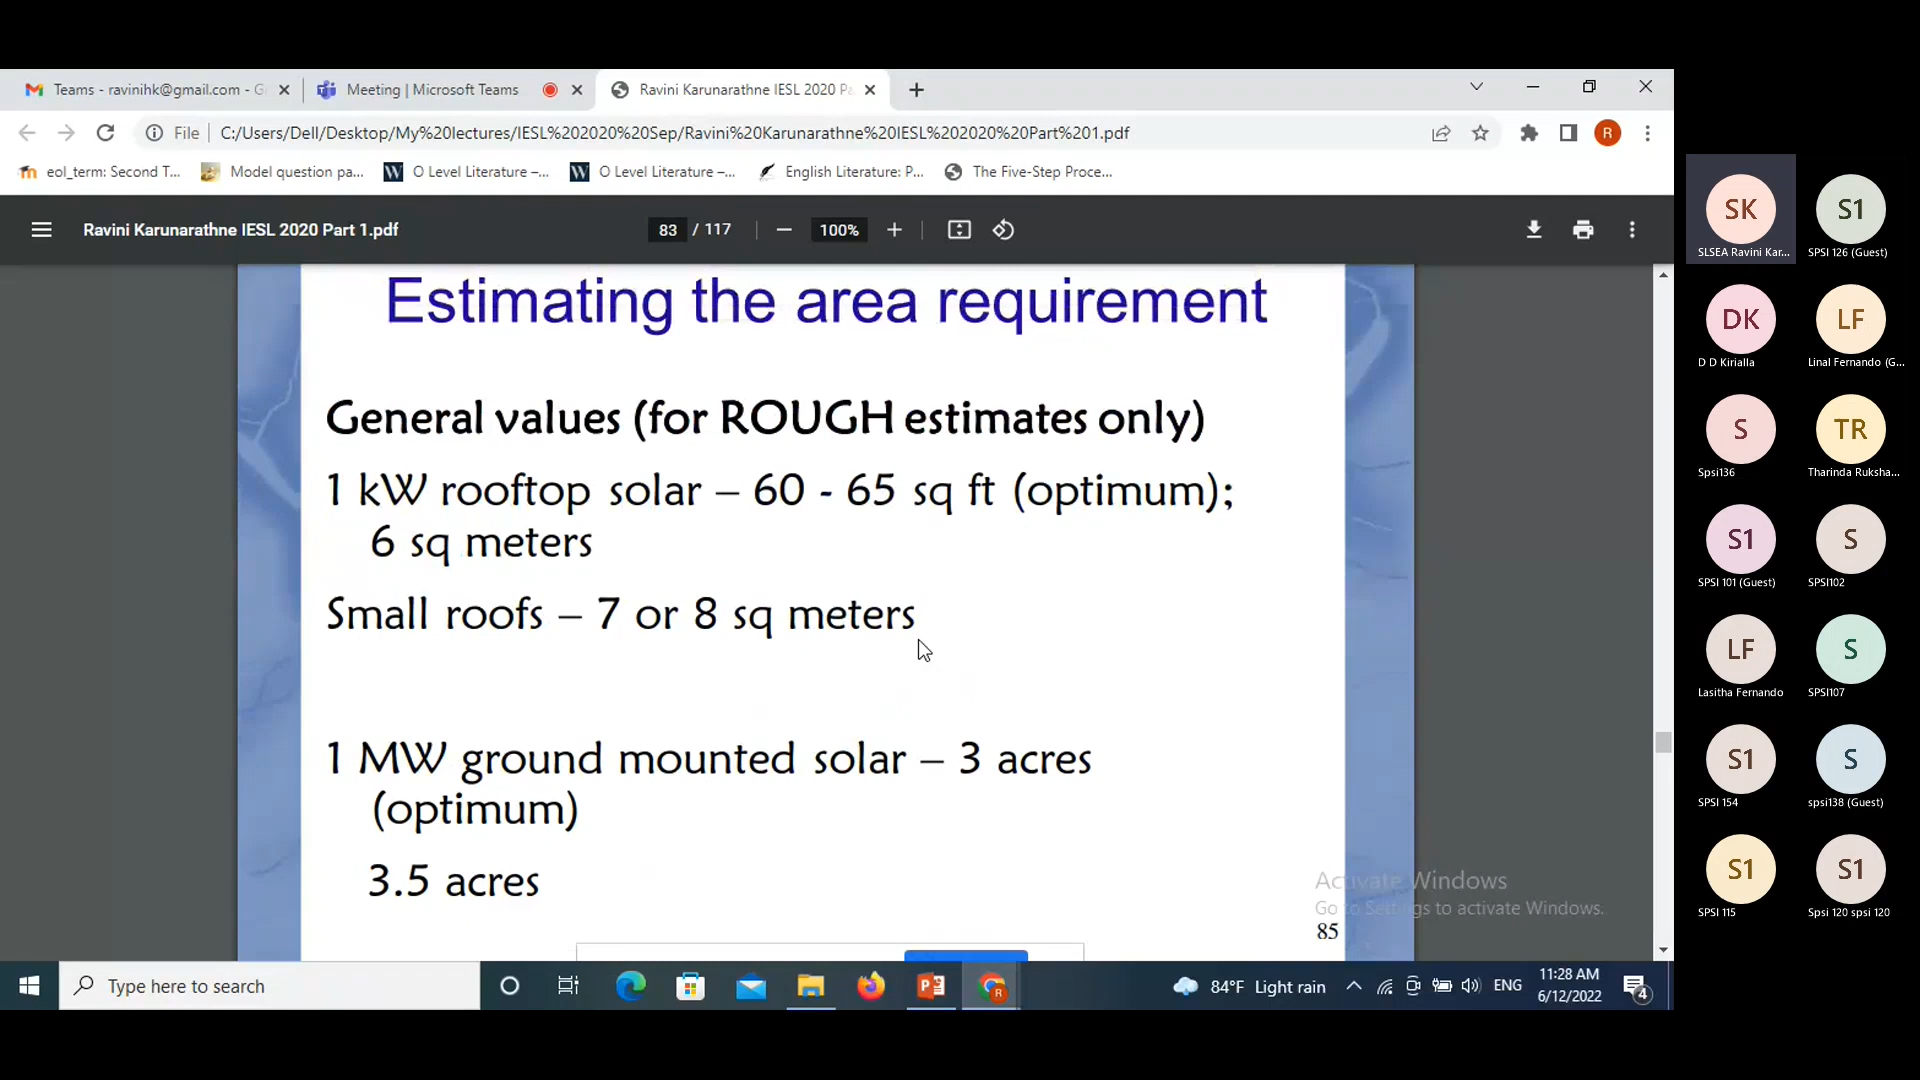 Teams - ravinihk@gmail.com - G
Meeting | Microsoft Teams
Ravini Karunarathne IESL 2020 Pa
File
C:/Users/Dell/Desktop/My%20lectures/IESL%202020%20Sep/Ravini%20Karunarathne%20IESL%202020%20Part%201.pdf
R
eol_term: Second T...
Model question pa...
W O Level Literature –...
W O Level Literature –...
English Literature: P...
The Five-Step Proce...
Ravini Karunarathne IESL 2020 Part 1.pdf
83 / 117
100%
Estimating the area requirement
General values (for ROUGH estimates only)
1 kW rooftop solar – 60 - 65 sq ft (optimum);
6 sq meters
Small roofs – 7 or 8 sq meters
1 MW ground mounted solar – 3 acres
(optimum)
3.5 acres
Activate Windows
Go to Settings to activate Windows.
85
Type here to search
84°F Light rain
ENG
11:28 AM
6/12/2022
4
SK
SLSEA Ravini Kar...
S1
SPSI 126 (Guest)
DK
D D Kirialla
LF
Linal Fernando (G...
S
Spsi136
TR
Tharinda Ruksha...
S1
SPSI 101 (Guest)
S
SPSI102
LF
Lasitha Fernando
S
SPSI107
S1
SPSI 154
S
spsi138 (Guest)
S1
SPSI 115
S1
Spsi 120 spsi 120